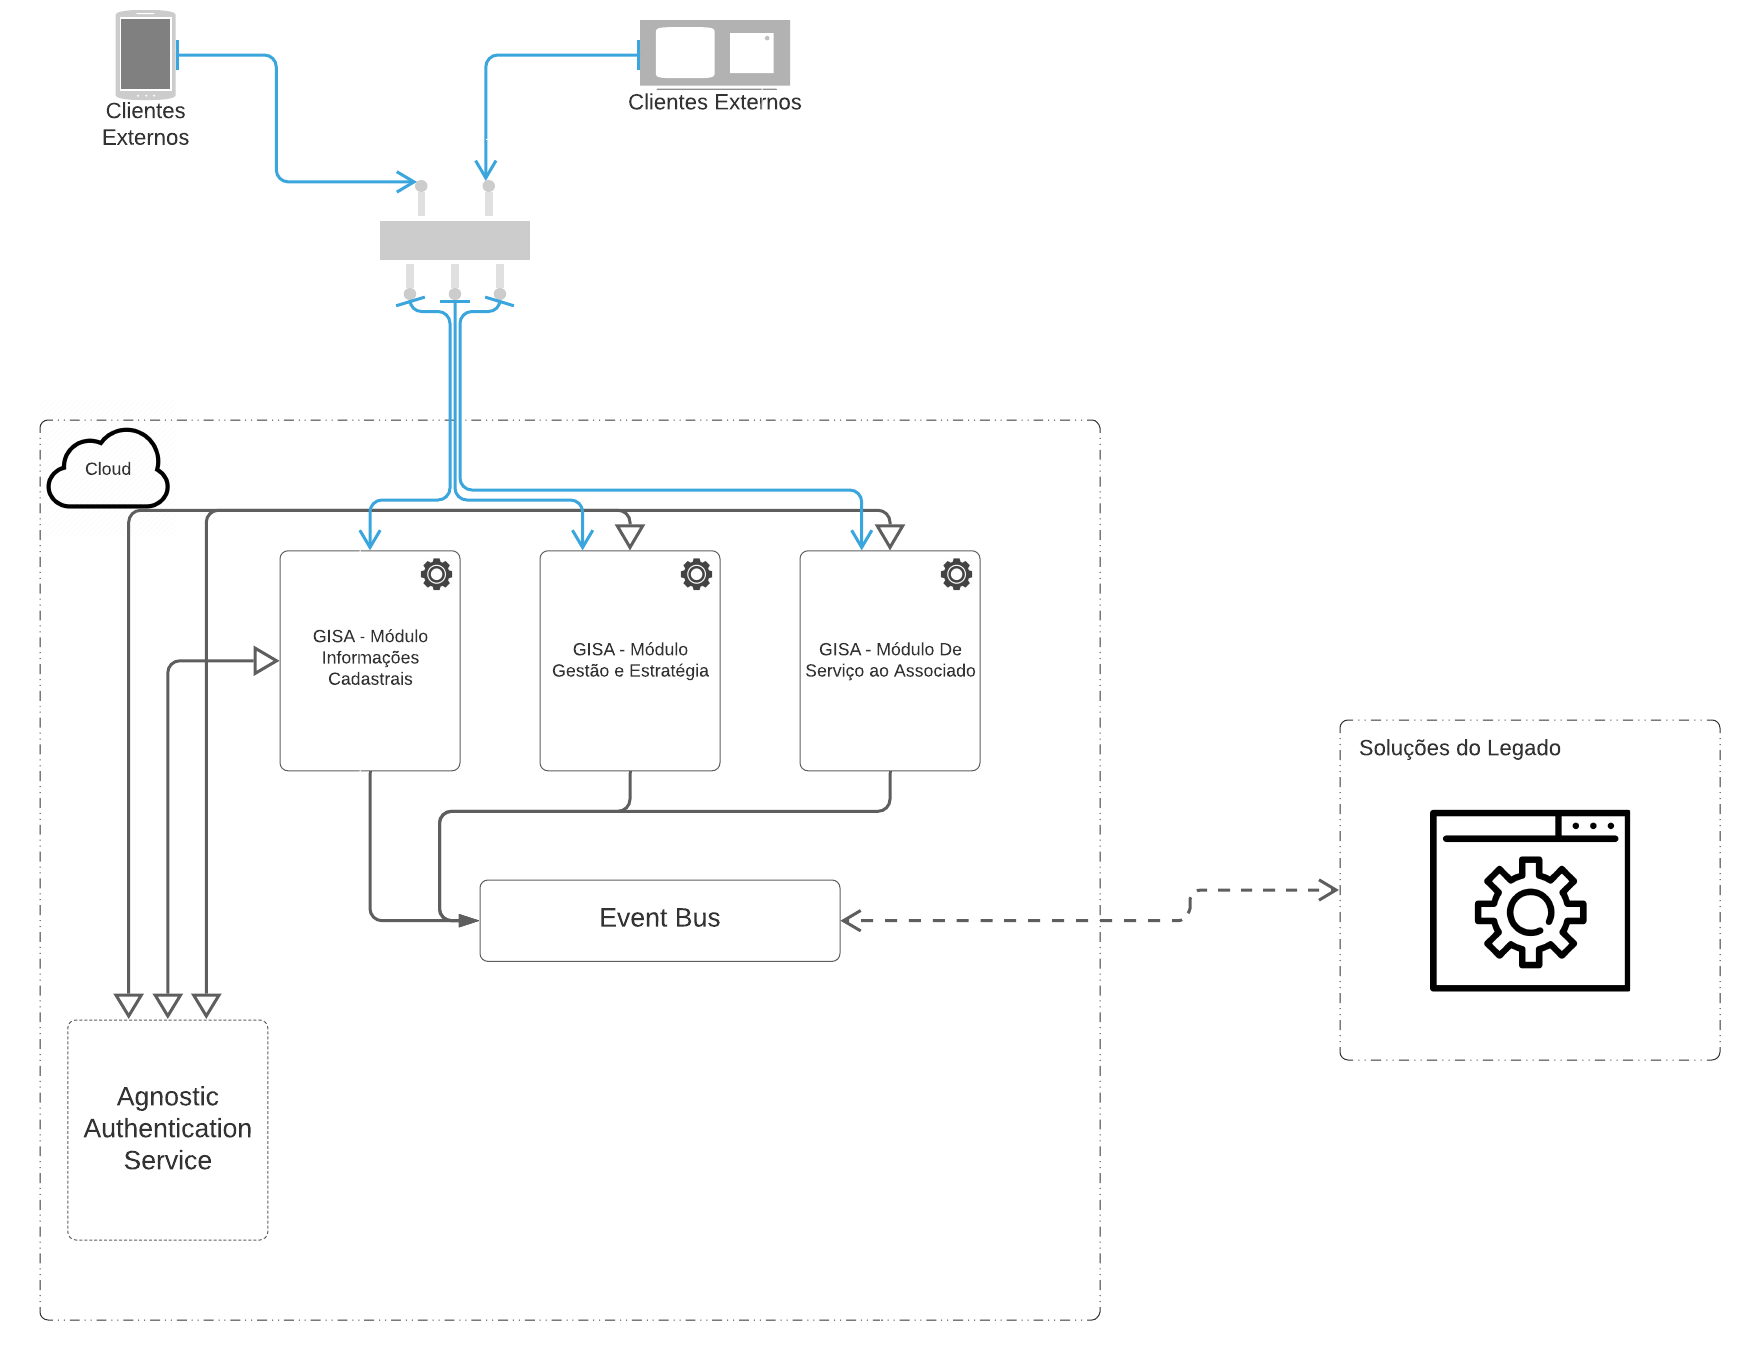 Clientes
Externos
Clientes Externos
Cloud
GISA - Módulo
Informações
Cadastrais
GISA - Módulo
Gestão e Estratégia
GISA - Módulo De
Serviço ao Associado
Soluções do Legado
Event Bus
Agnostic
Authentication
Service